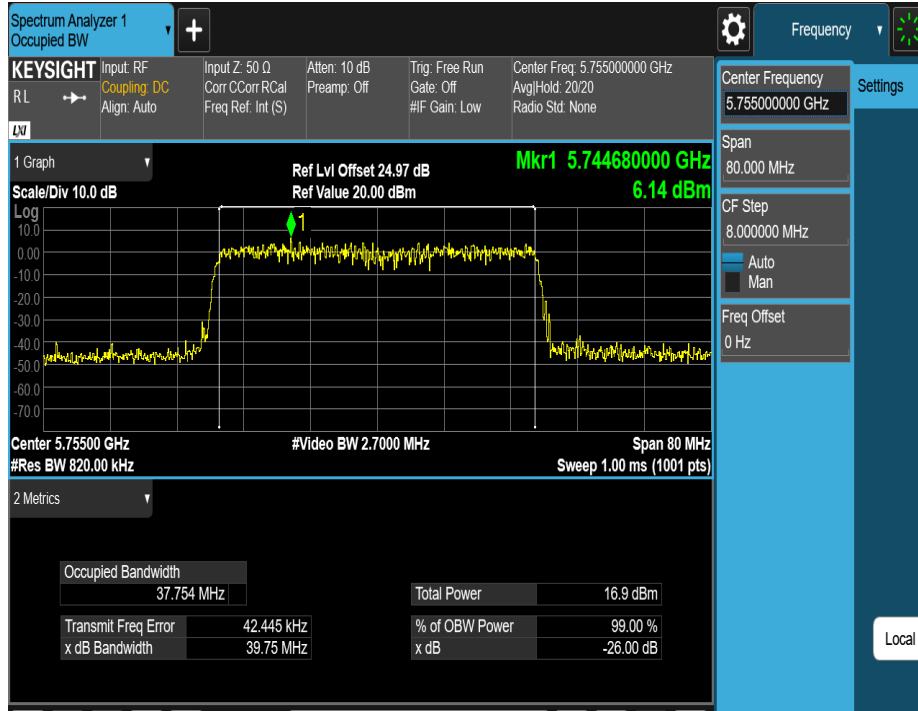 Spectrum Analyzer 1
Occupied BW
Frequency
KEYSIGHT
R L
LXI
Input: RF
Coupling: DC
Align: Auto
Input Z: 50 Ω
Corr CCorr RCal
Freq Ref: Int (S)
Atten: 10 dB
Preamp: Off
Trig: Free Run
Gate: Off
#IF Gain: Low
Center Freq: 5.755000000 GHz
Avg|Hold: 20/20
Radio Std: None
Center Frequency
5.755000000 GHz
Settings
Span
80.000 MHz
CF Step
8.000000 MHz
Auto
Man
Freq Offset
0 Hz
Local
1 Graph
Scale/Div 10.0 dB
Ref Lvl Offset 24.97 dB
Ref Value 20.00 dBm
Mkr1 5.744680000 GHz
6.14 dBm
Log
1
10.0
0.00
-10.0
-20.0
-30.0
-40.0
-50.0
-60.0
-70.0
Center 5.75500 GHz
#Video BW 2.7000 MHz
Span 80 MHz
#Res BW 820.00 kHz
Sweep 1.00 ms (1001 pts)
2 Metrics
Occupied Bandwidth
37.754 MHz
Total Power 16.9 dBm
Transmit Freq Error 42.445 kHz
% of OBW Power 99.00 %
x dB Bandwidth 39.75 MHz
x dB -26.00 dB